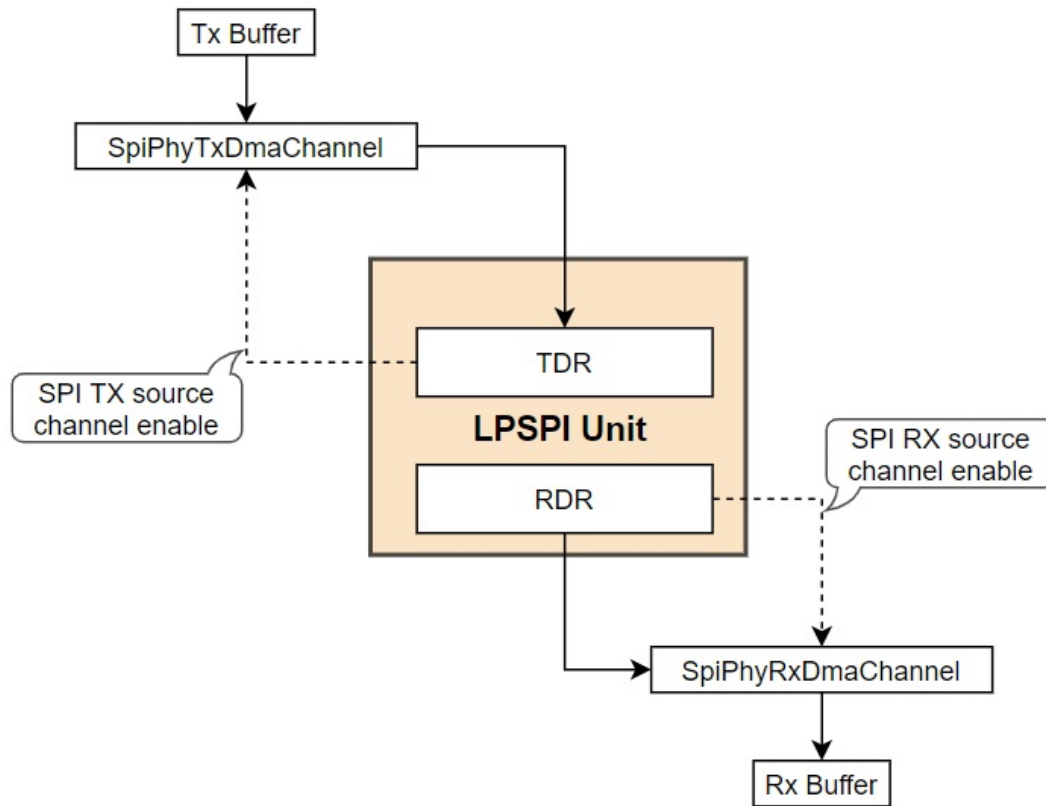 Tx Buffer
SpiPhyTxDmaChannel
TDR
SPI TX source
channel enable
LPSPI Unit
SPI RX source
channel enable
RDR
SpiPhyRxDmaChannel
Rx Buffer